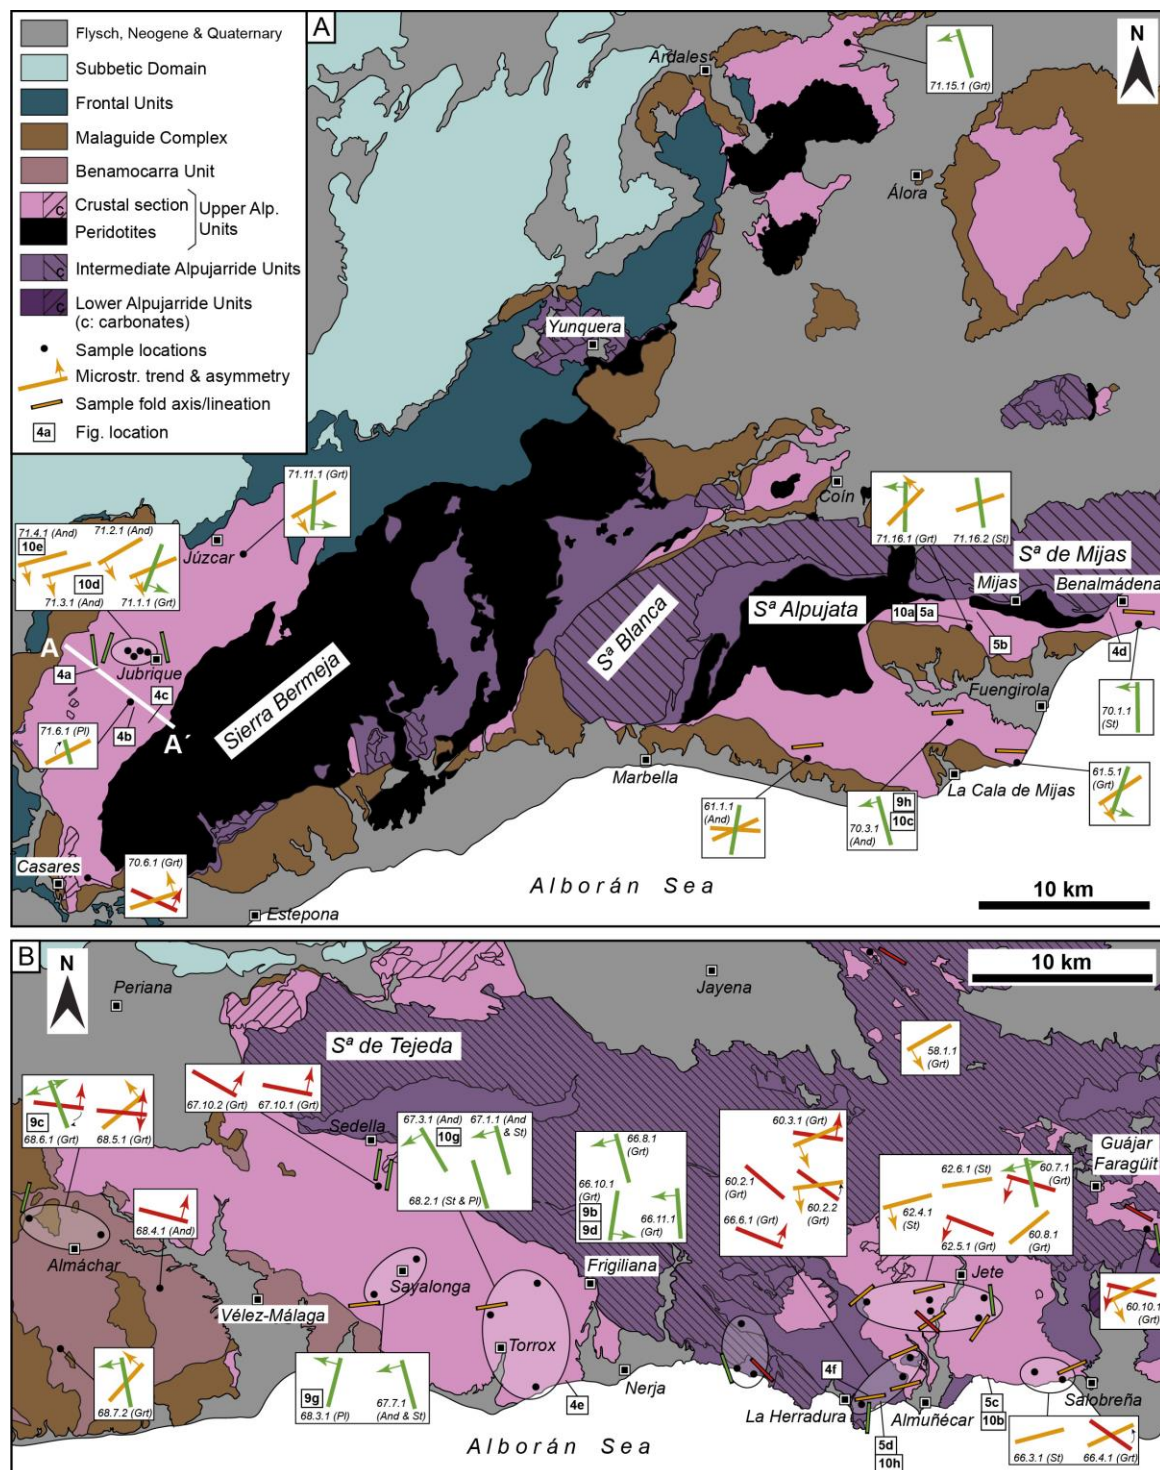 A
Flysch, Neogene & Quaternary
Subbetic Domain
Frontal Units
Malaguide Complex
Benamocarra Unit
Crustal section
c
Peridotites
Upper Alp.
Units
Intermediate Alpujarride Units
c
Lower Alpujarride Units
(c: carbonates)
c
Sample locations
Microstr. trend & asymmetry
Sample fold axis/lineation
4a
Fig. location
N
Ardales
71.15.1 (Grt)
Álora
Yunquera
Coín
71.11.1 (Grt)
Júzcar
71.4.1 (And)
71.2.1 (And)
10e
10d
71.3.1 (And)
71.1.1 (Grt)
71.16.1 (Grt)
71.16.2 (St)
Sª de Mijas
Mijas
Benalmádena
Sª Alpujata
Sª Blanca
10a
5a
5b
4d
A
4a
Jubrique
4c
4b
A´
71.6.1 (Pl)
Sierra Bermeja
Fuengirola
70.1.1
(St)
Marbella
La Cala de Mijas
61.5.1
(Grt)
61.1.1
(And)
9h
10c
70.3.1
(And)
Casares
70.6.1 (Grt)
Estepona
Alborán Sea
10 km
B
N
Periana
Jayena
10 km
Sª de Tejeda
58.1.1
(Grt)
9c
68.6.1 (Grt)
68.5.1 (Grt)
67.10.2 (Grt)
67.10.1 (Grt)
Sedella
67.3.1 (And)
10g
67.1.1 (And
& St)
68.2.1 (St & Pl)
66.8.1
(Grt)
66.10.1
(Grt)
9b
9d
66.11.1
(Grt)
60.3.1 (Grt)
60.2.1
(Grt)
60.2.2
(Grt)
66.6.1 (Grt)
62.6.1 (St)
60.7.1
(Grt)
62.4.1
(St)
62.5.1 (Grt)
60.8.1
(Grt)
Guájar
Faragüit
68.4.1 (And)
Almáchar
Sayalonga
Frigiliana
Jete
Vélez-Málaga
Torrox
60.10.1
(Grt)
68.7.2 (Grt)
9g
68.3.1 (Pl)
67.7.1
(And & St)
4e
Nerja
4f
La Herradura
Almuñécar
5c
10b
Salobreña
5d
10h
66.3.1 (St)
66.4.1 (Grt)
Alborán Sea